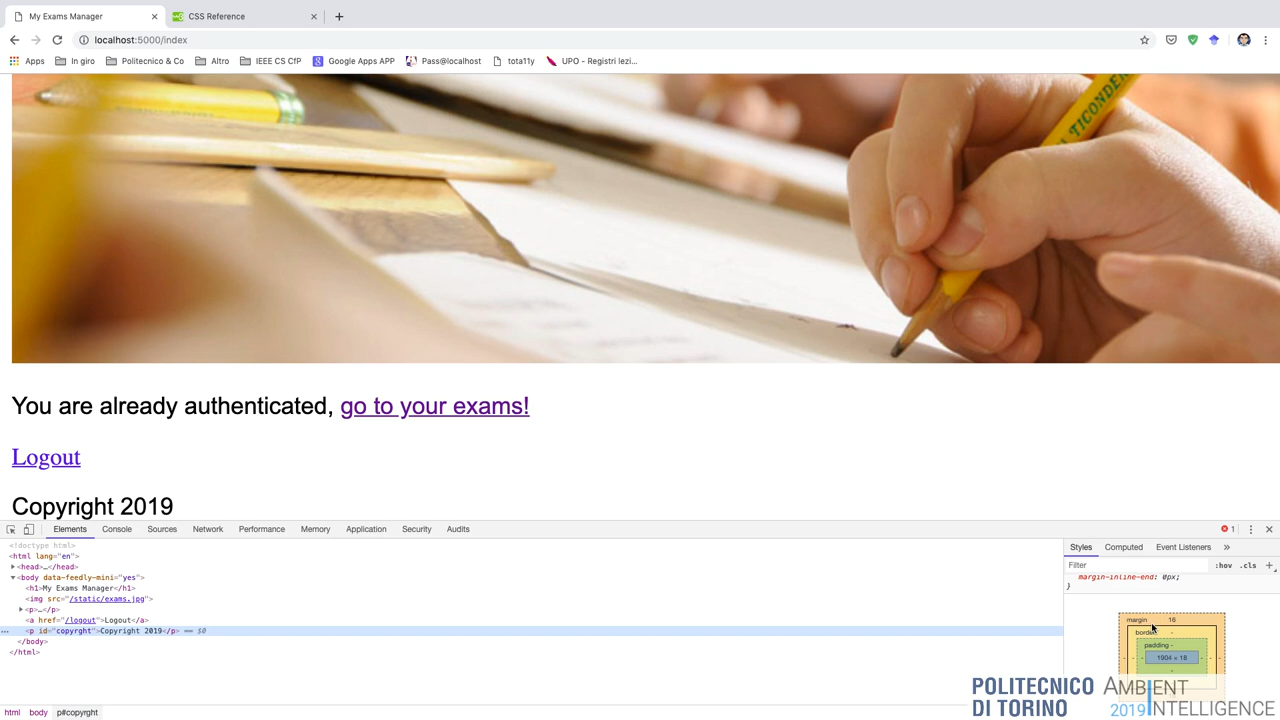 My Exams Manager
CSS Reference
localhost:5000/index
Apps In giro Politecnico & Co Altro IEEE CS CfP Google Apps APP Pass@localhost tota11y UPO - Registri lezi...
TICONDER
You are already authenticated, go to your exams!
Logout
Copyright 2019
Elements Console Sources Network Performance Memory Application Security Audits 1
<!doctype html>
<html lang="en">
<head>…</head>
<body data-feedly-mini="yes">
<h1>My Exams Manager</h1>
<img src="/static/exams.jpg">
<p>…</p>
<a href="/logout">Logout</a>
<p id="copyrght">Copyright 2019</p> == $0
</body>
</html>
html body p#copyrght
Styles Computed Event Listeners »
Filter :hov .cls +
margin-inline-end: 0px;
}
margin 16
border -
padding -
1904 × 18
POLITECNICO
DI TORINO
AMBIENT
2019 INTELLIGENCE